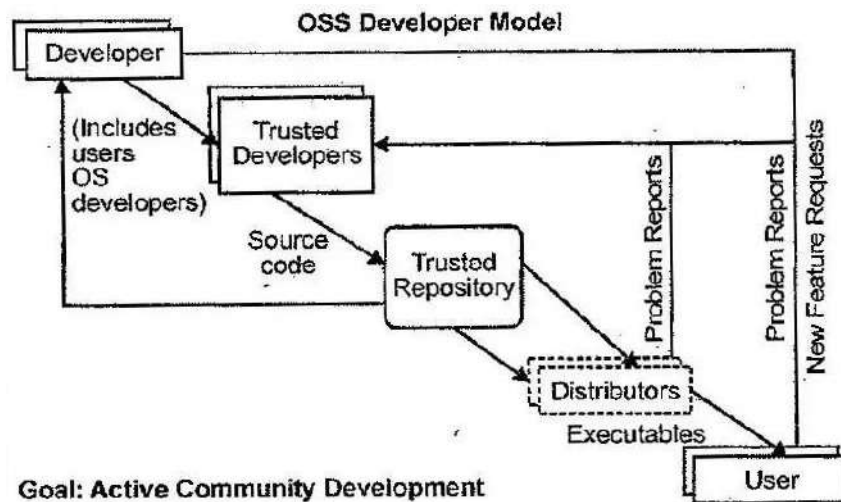 OSS Developer Model
Developer
(Includes
users
OS
developers)
Trusted
Developers
Source
code
Trusted
Repository
Problem Reports
Problem Reports
New Feature Requests
Distributors
Executables
User
Goal: Active Community Development